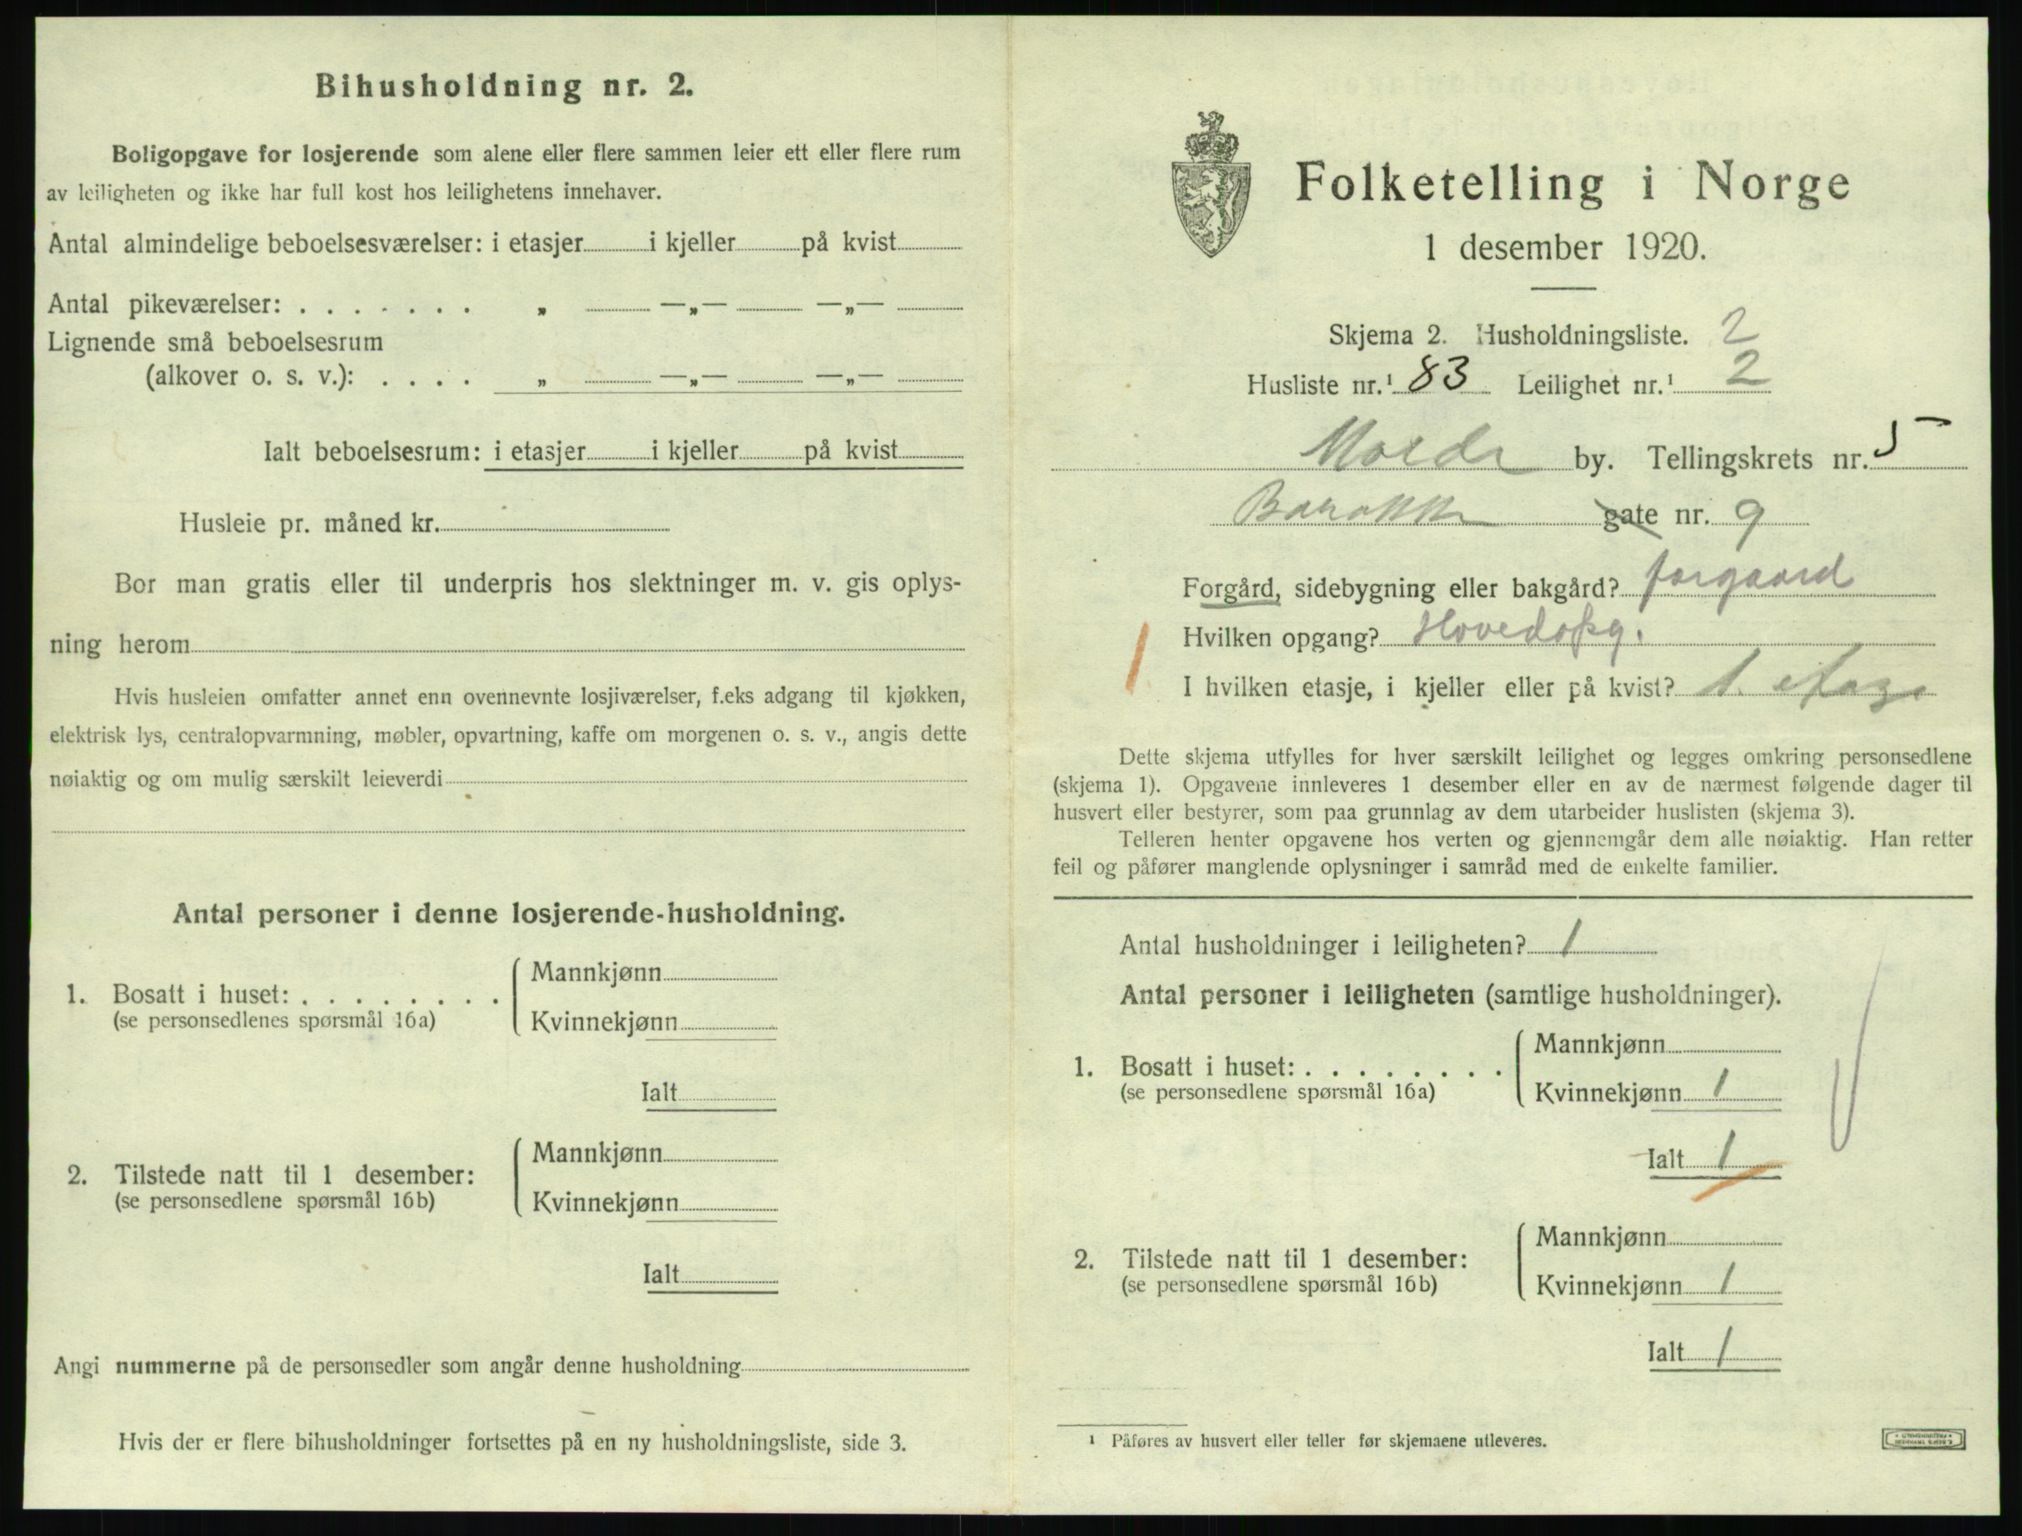 Bihusholdning nr. 2.
Boligopgave for losjerende som alene eller flere sammen leier ett eller flere rum
av leiligheten og ikke har full kost hos leilighetens innehaver.
Antal almindelige beboelsesværelser: i etasjer i kjeller på kvist
Antal pikeværelser: . . . . . . . „ —„— —„—
Lignende små beboelsesrum
(alkover o. s. v.): . . . . „ —„— —„—
Ialt beboelsesrum: i etasjer i kjeller på kvist
Husleie pr. måned kr.
Bor man gratis eller til underpris hos slektninger m. v. gis oplys-
ning herom
Hvis husleien omfatter annet enn ovennevnte losjiværelser, f.eks adgang til kjøkken,
elektrisk lys, centralopvarmning, møbler, opvartning, kaffe om morgenen o. s. v., angis dette
nøiaktig og om mulig særskilt leieverdi
Antal personer i denne losjerende-husholdning.
1. Bosatt i huset: . . . . . . . .
(se personsedlenes spørsmål 16a)
Mannkjønn
Kvinnekjønn
Ialt
2. Tilstede natt til 1 desember:
(se personsedlene spørsmål 16b)
Mannkjønn
Kvinnekjønn
Ialt
Angi nummerne på de personsedler som angår denne husholdning
Hvis der er flere bihusholdninger fortsettes på en ny husholdningsliste, side 3.
Folketelling i Norge
1 desember 1920.
Skjema 2. Husholdningsliste. 2
Husliste nr.¹ 83 Leilighet nr.¹ 2
Molde by. Tellingskrets nr. 5
Barakke gate nr. 9
Forgård, sidebygning eller bakgård? forgaard
Hvilken opgang? Hovedopg.
I hvilken etasje, i kjeller eller på kvist? 1. etage
Dette skjema utfylles for hver særskilt leilighet og legges omkring personsedlene
(skjema 1). Opgavene innleveres 1 desember eller en av de nærmest følgende dager til
husvert eller bestyrer, som paa grunnlag av dem utarbeider huslisten (skjema 3).
Telleren henter opgavene hos verten og gjennemgår dem alle nøiaktig. Han retter
feil og påfører manglende oplysninger i samråd med de enkelte familier.
Antal husholdninger i leiligheten? 1
Antal personer i leiligheten (samtlige husholdninger).
1. Bosatt i huset: . . . . . . . .
(se personsedlene spørsmål 16a)
Mannkjønn
Kvinnekjønn 1
Ialt 1
2. Tilstede natt til 1 desember:
(se personsedlene spørsmål 16b)
Mannkjønn
Kvinnekjønn 1
Ialt 1
¹ Påføres av husvert eller teller før skjemaene utleveres.